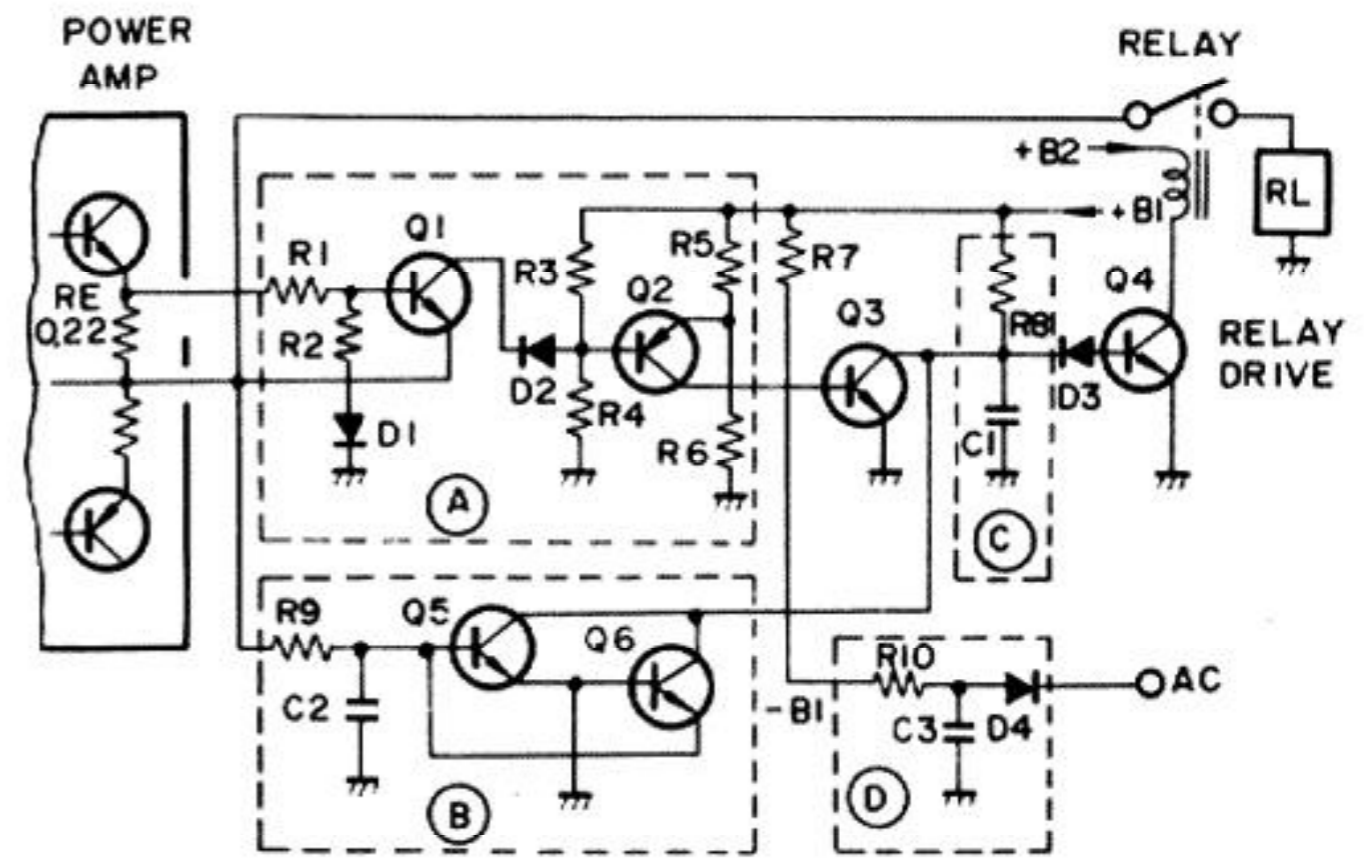 POWER
AMP
RELAY
+B2
+B1
RL
R1
Q1
R3
R5
R7
Q2
Q3
Q4
RE
0.22
R2
R81
RELAY
DRIVE
D2
D3
D1
R4
R6
C1
A
C
R9
Q5
Q6
R10
AC
C2
-B1
C3
D4
B
D